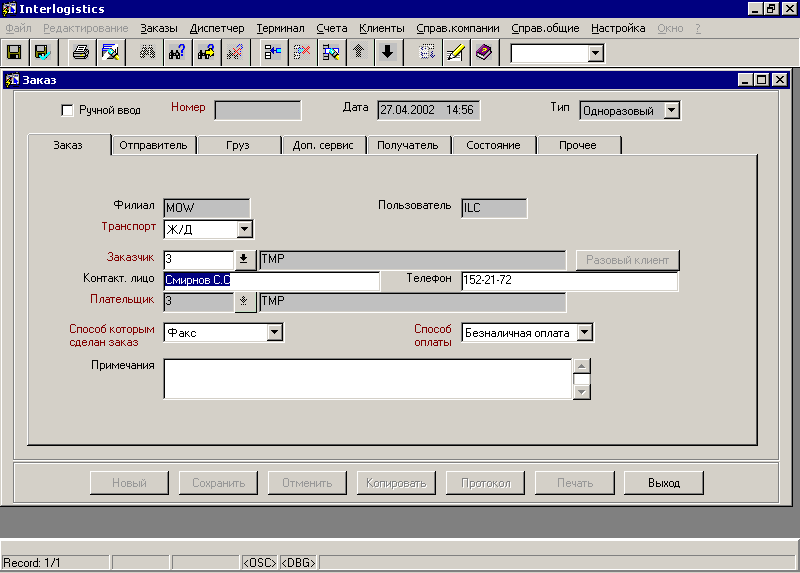 Interlogistics
Файл Редактирование Заказы Диспетчер Терминал Счета Клиенты Справ.компании Справ.общие Настройка Окно ?
Заказ
Ручной ввод Номер Дата 27.04.2002 14:56 Тип Одноразовый
Заказ Отправитель Груз Доп. сервис Получатель Состояние Прочее
Филиал MOW Пользователь ILC
Транспорт Ж/Д
Заказчик 3 TMP Разовый клиент
Контакт. лицо Смирнов С.С Телефон 152-21-72
Плательщик 3 TMP
Способ которым сделан заказ Факс Способ оплаты Безналичная оплата
Примечания
Новый Сохранить Отменить Копировать Протокол Печать Выход
Record: 1/1 <OSC> <DBG>